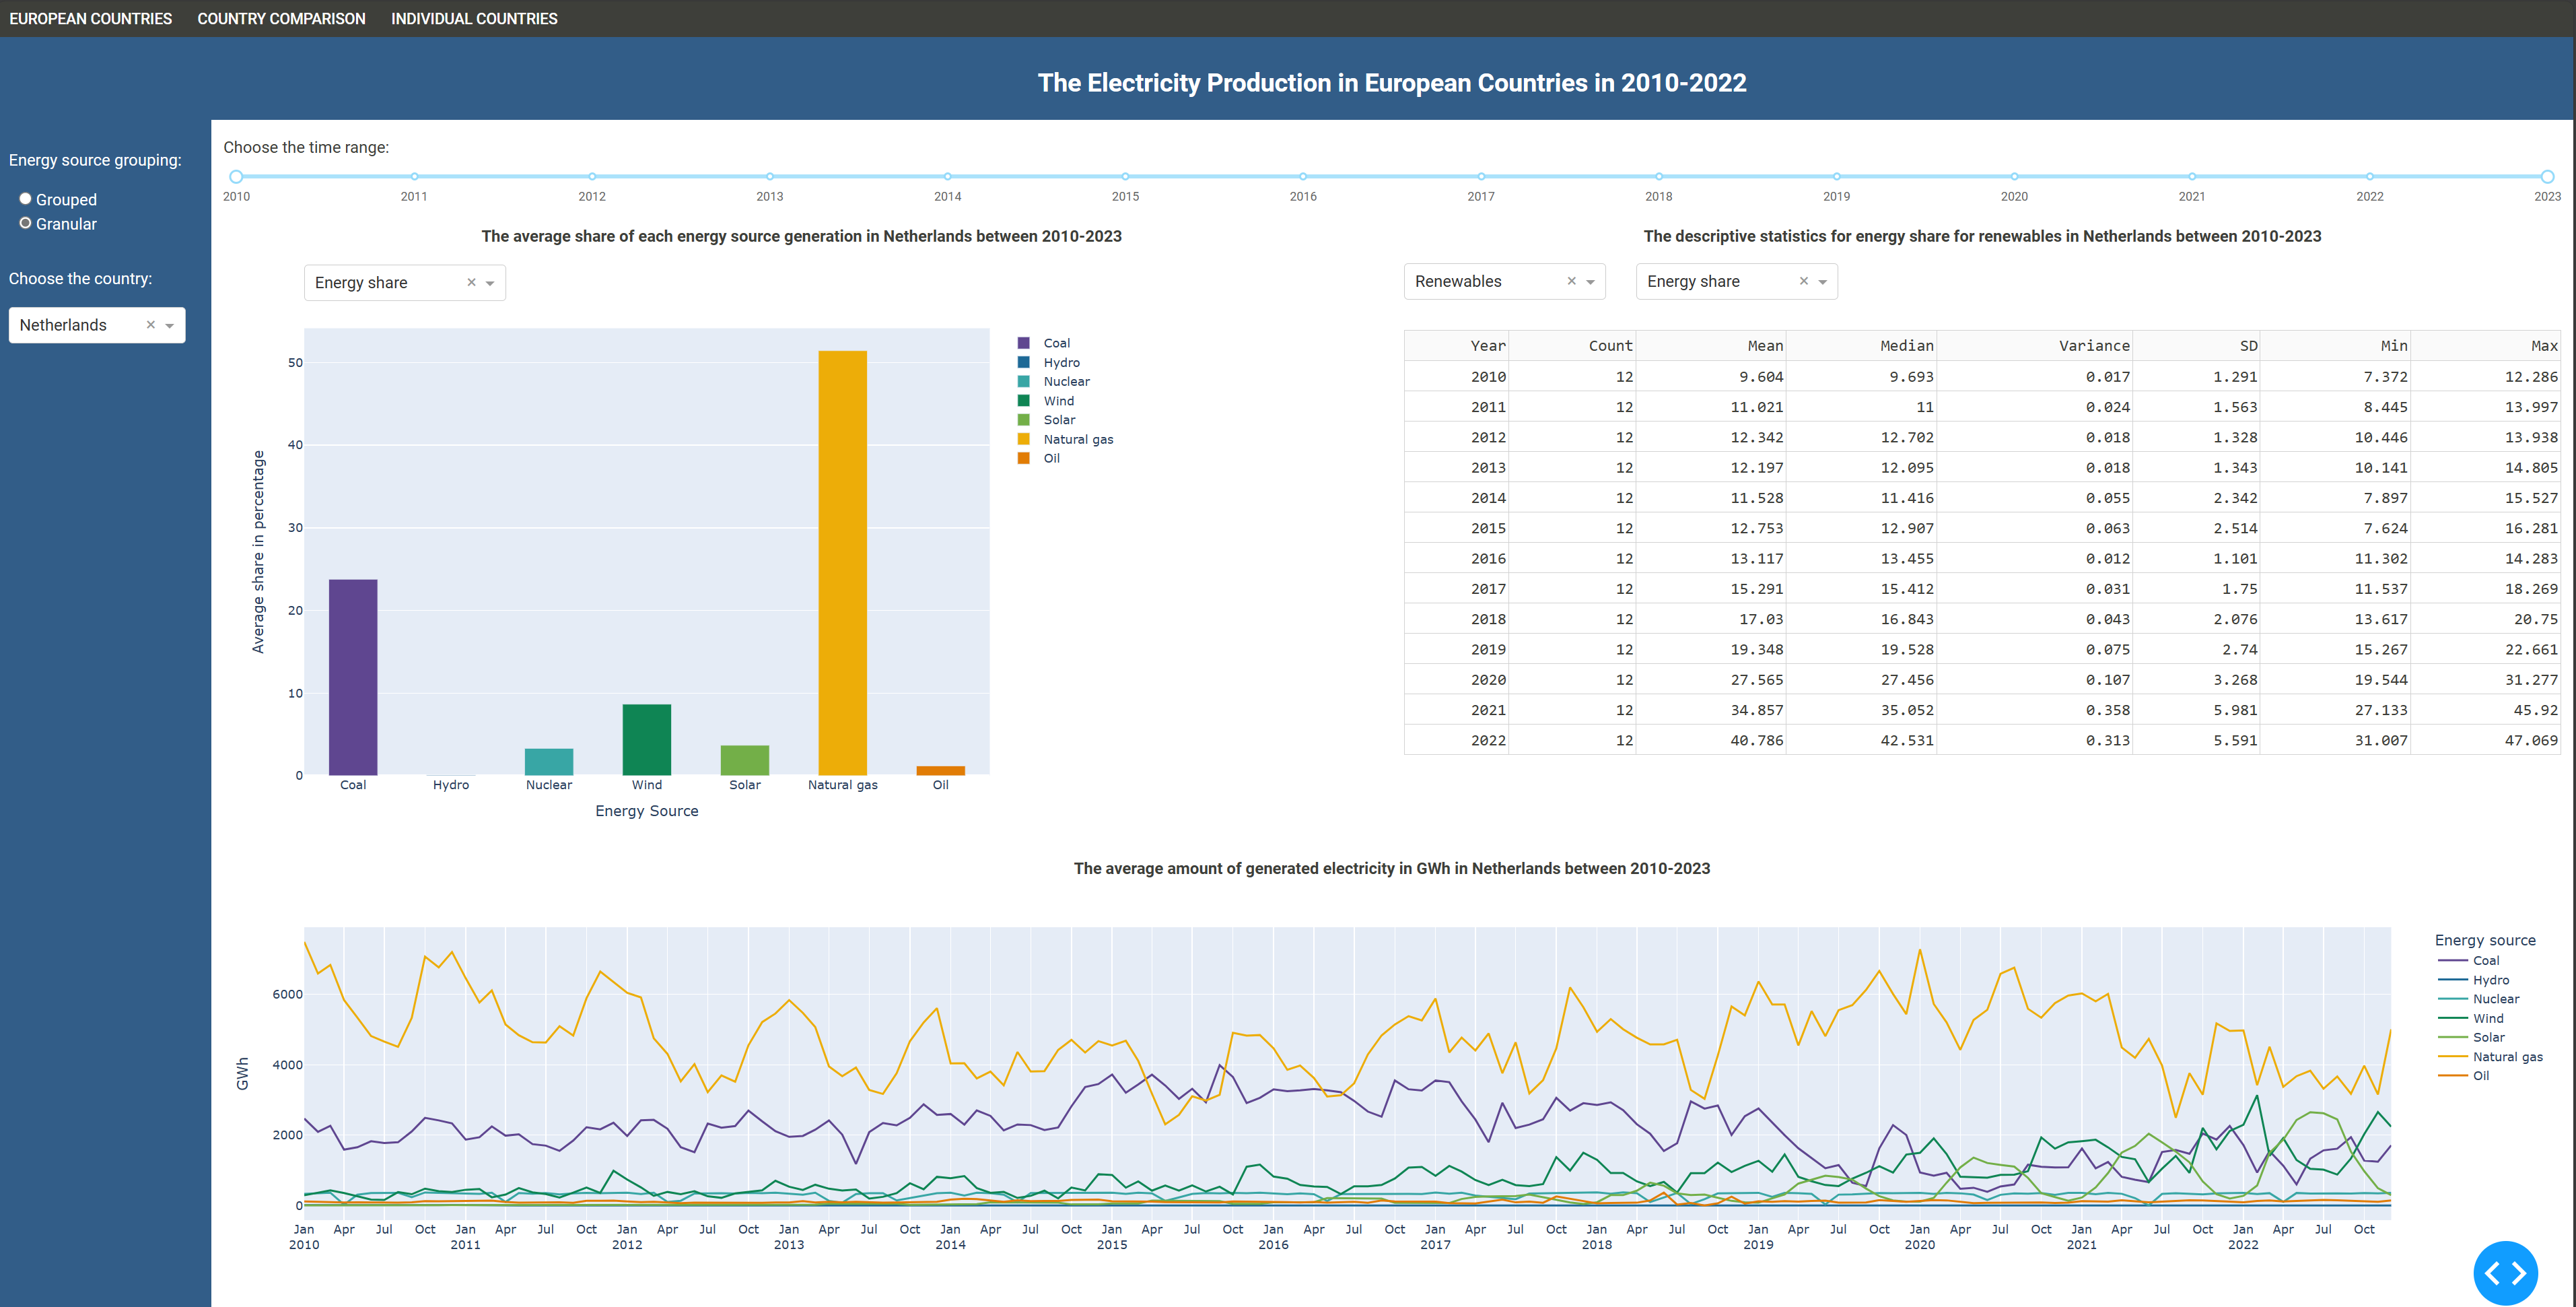 EUROPEAN COUNTRIES COUNTRY COMPARISON INDIVIDUAL COUNTRIES
The Electricity Production in European Countries in 2010-2022
Energy source grouping:
Grouped
Granular
Choose the country:
Netherlands × 
Choose the time range:
2010 2011 2012 2013 2014 2015 2016 2017 2018 2019 2020 2021 2022 2023
The average share of each energy source generation in Netherlands between 2010-2023
Energy share ×
50
40
30
20
10
0
Average share in percentage
Coal Hydro Nuclear Wind Solar Natural gas Oil
Energy Source
Coal
Hydro
Nuclear
Wind
Solar
Natural gas
Oil
The descriptive statistics for energy share for renewables in Netherlands between 2010-2023
Renewables × Energy share ×
Year Count Mean Median Variance SD Min Max
2010 12 9.604 9.693 0.017 1.291 7.372 12.286
2011 12 11.021 11 0.024 1.563 8.445 13.997
2012 12 12.342 12.702 0.018 1.328 10.446 13.938
2013 12 12.197 12.095 0.018 1.343 10.141 14.805
2014 12 11.528 11.416 0.055 2.342 7.897 15.527
2015 12 12.753 12.907 0.063 2.514 7.624 16.281
2016 12 13.117 13.455 0.012 1.101 11.302 14.283
2017 12 15.291 15.412 0.031 1.75 11.537 18.269
2018 12 17.03 16.843 0.043 2.076 13.617 20.75
2019 12 19.348 19.528 0.075 2.74 15.267 22.661
2020 12 27.565 27.456 0.107 3.268 19.544 31.277
2021 12 34.857 35.052 0.358 5.981 27.133 45.92
2022 12 40.786 42.531 0.313 5.591 31.007 47.069
The average amount of generated electricity in GWh in Netherlands between 2010-2023
6000
4000
2000
0
GWh
Jan Apr Jul Oct Jan Apr Jul Oct Jan Apr Jul Oct Jan Apr Jul Oct Jan Apr Jul Oct Jan Apr Jul Oct Jan Apr Jul Oct Jan Apr Jul Oct Jan Apr Jul Oct Jan Apr Jul Oct Jan Apr Jul Oct Jan Apr Jul Oct Jan Apr Jul Oct
2010 2011 2012 2013 2014 2015 2016 2017 2018 2019 2020 2021 2022
Energy source
Coal
Hydro
Nuclear
Wind
Solar
Natural gas
Oil